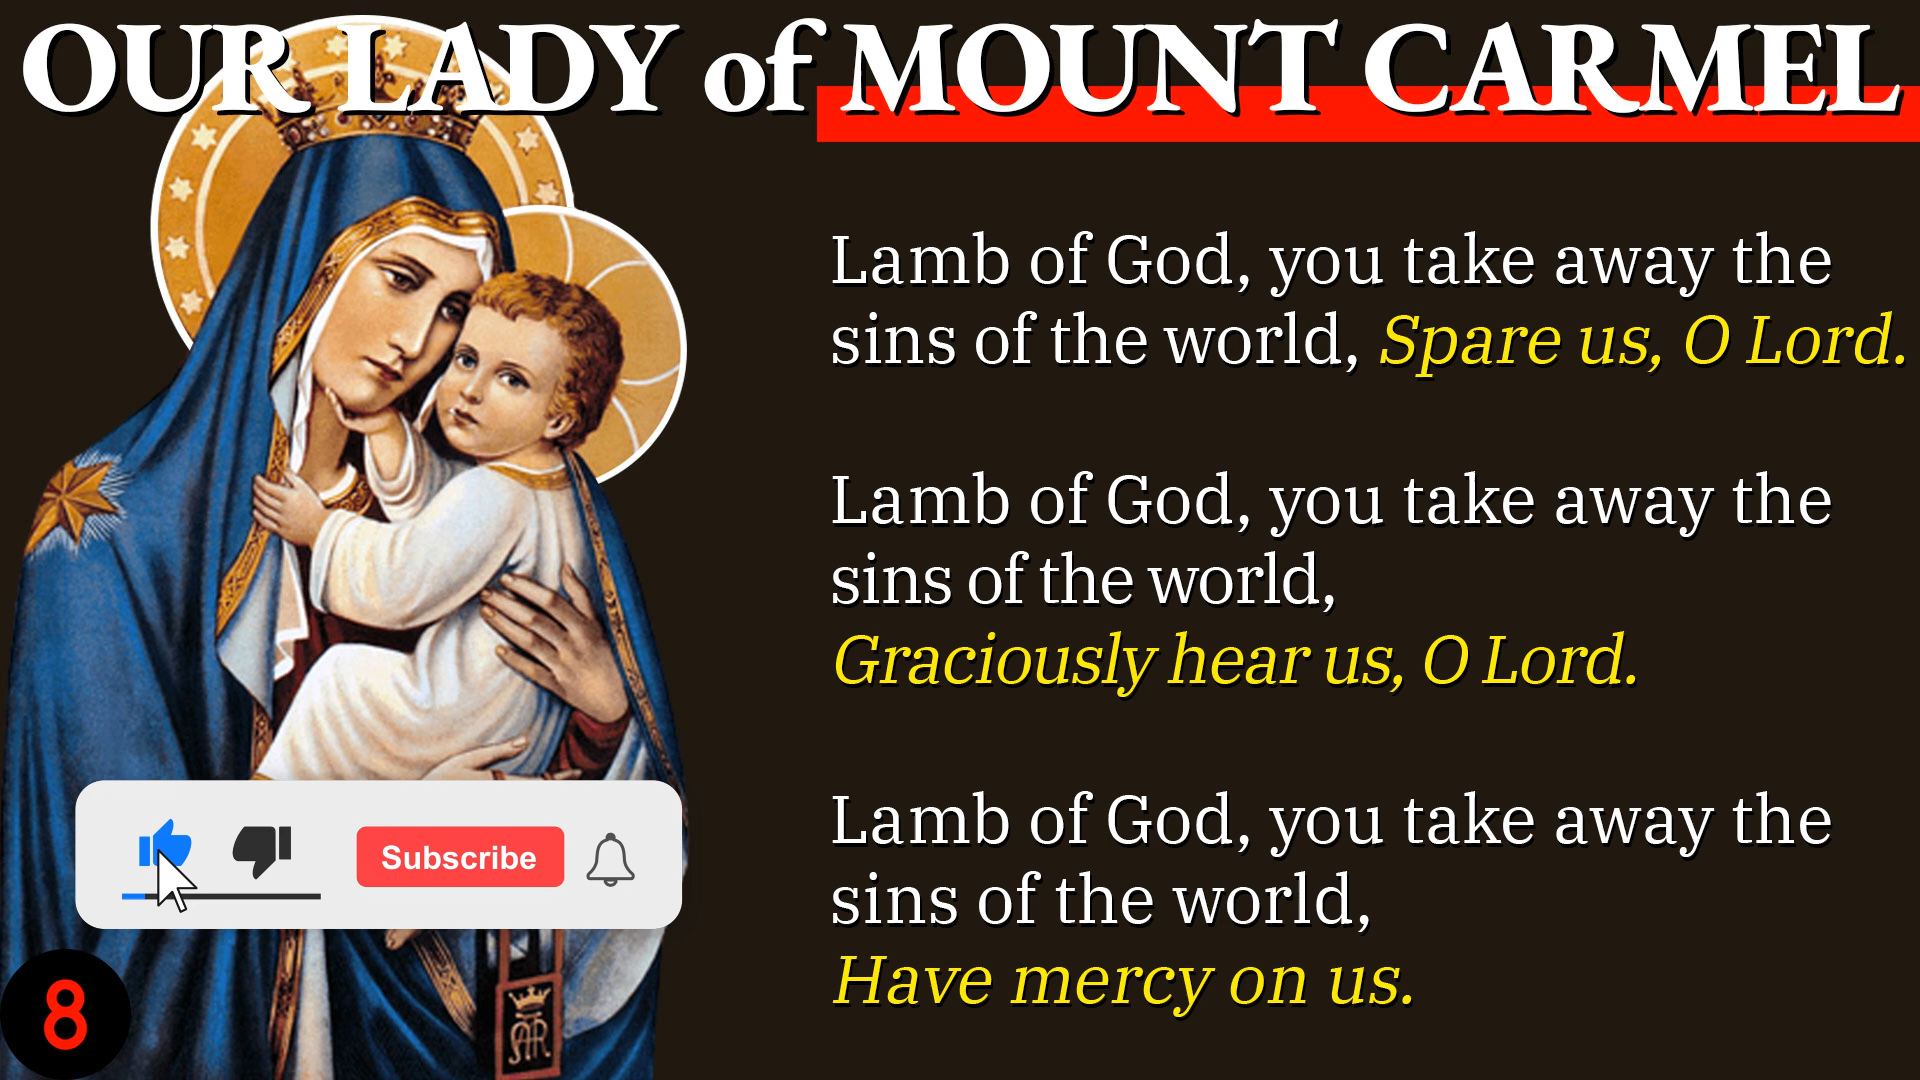 OUR LADY of MOUNT CARMEL
Lamb of God, you take away the
sins of the world, Spare us, O Lord.
Lamb of God, you take away the
sins of the world,
Graciously hear us, O Lord.
Lamb of God, you take away the
sins of the world,
Have mercy on us.
Subscribe
8